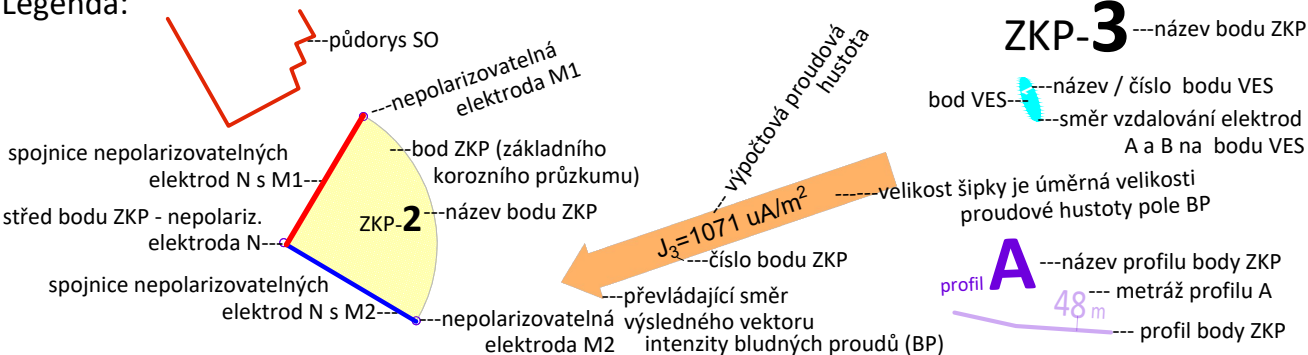 Legenda:
---půdorys SO
---nepolarizovatelná
elektroda M1
spojnice nepolarizovatelných
elektrod N s M1---
---bod ZKP (základního
korozního průzkumu)
střed bodu ZKP - nepolariz.
elektroda N---
ZKP-2
---název bodu ZKP
spojnice nepolarizovatelných
elektrod N s M2---
---nepolarizovatelná
elektroda M2
---výpočtová proudová
hustota
J3=1071 uA/m²
------velikost šipky je úměrná velikosti
proudové hustoty pole BP
---číslo bodu ZKP
---převládající směr
výsledného vektoru
intenzity bludných proudů (BP)
ZKP-3 ---název bodu ZKP
bod VES---
---název / číslo bodu VES
---směr vzdalování elektrod
A a B na bodu VES
profil A ---název profilu body ZKP
48 m --- metráž profilu A
--- profil body ZKP